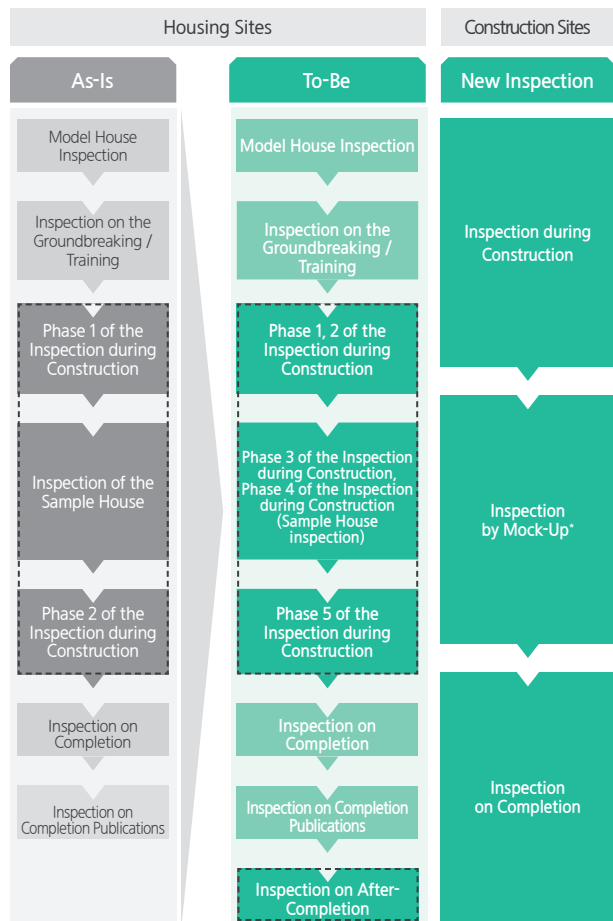 Housing Sites
Construction Sites
As-Is
To-Be
New Inspection
Model House
Inspection
Inspection on the
Groundbreaking /
Training
Phase 1 of the
Inspection during
Construction
Inspection of the
Sample House
Phase 2 of the
Inspection during
Construction
Inspection on
Completion
Inspection on
Completion Publications
Model House Inspection
Inspection on the
Groundbreaking /
Training
Phase 1, 2 of the
Inspection during
Construction
Phase 3 of the Inspection
during Construction,
Phase 4 of the Inspection
during Construction
(Sample House
inspection)
Phase 5 of the
Inspection during
Construction
Inspection on
Completion
Inspection on Completion
Publications
Inspection on After-
Completion
Inspection during
Construction
Inspection
by Mock-Up*
Inspection
on Completion